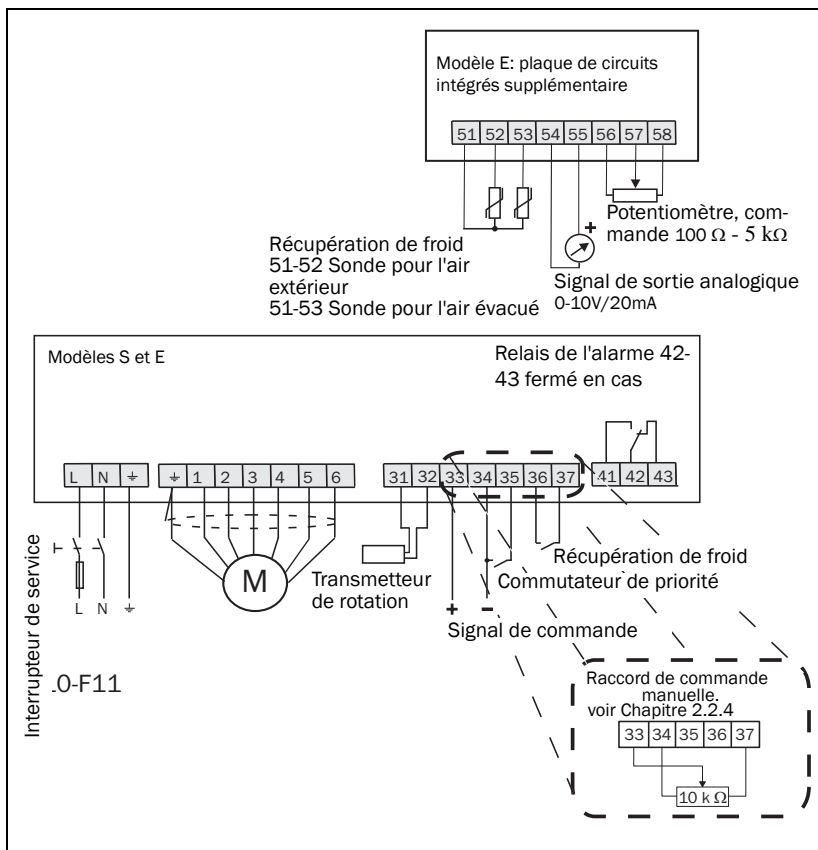 Modèle E: plaque de circuits
intégrés supplémentaire
51 52 53 54 55 56 57 58
+
Potentiomètre, com-
mande 100 Ω - 5 kΩ
Récupération de froid
51-52 Sonde pour l'air
extérieur
51-53 Sonde pour l'air évacué
Signal de sortie analogique
0-10V/20mA
Modèles S et E
Relais de l'alarme 42-
43 fermé en cas
L N 1 2 3 4 5 6 31 32 33 34 35 36 37 41 42 43
Interrupteur de service
L N
M
Transmetteur
de rotation
Récupération de froid
Commutateur de priorité
+ -
Signal de commande
.0-F11
Raccord de commande
manuelle.
voir Chapitre 2.2.4
33 34 35 36 37
10 k Ω